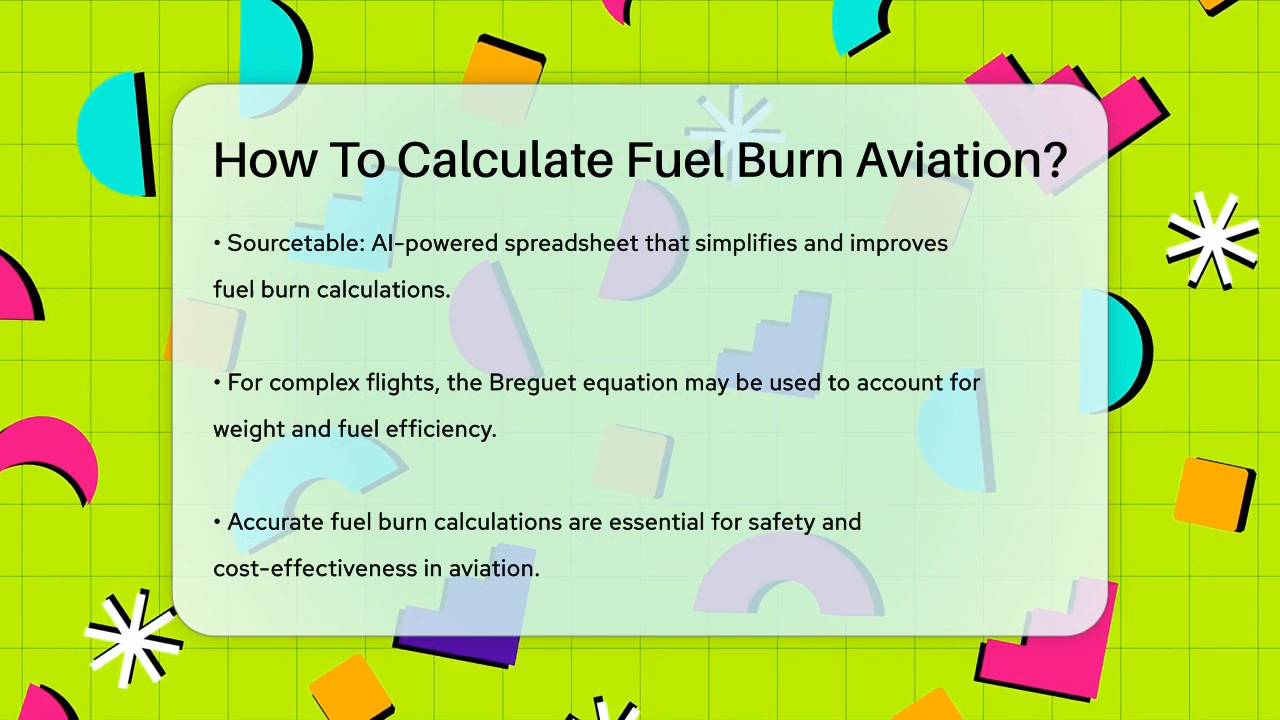 How To Calculate Fuel Burn Aviation?
• Sourcetable: AI-powered spreadsheet that simplifies and improves
fuel burn calculations.
• For complex flights, the Breguet equation may be used to account for
weight and fuel efficiency.
• Accurate fuel burn calculations are essential for safety and
cost-effectiveness in aviation.